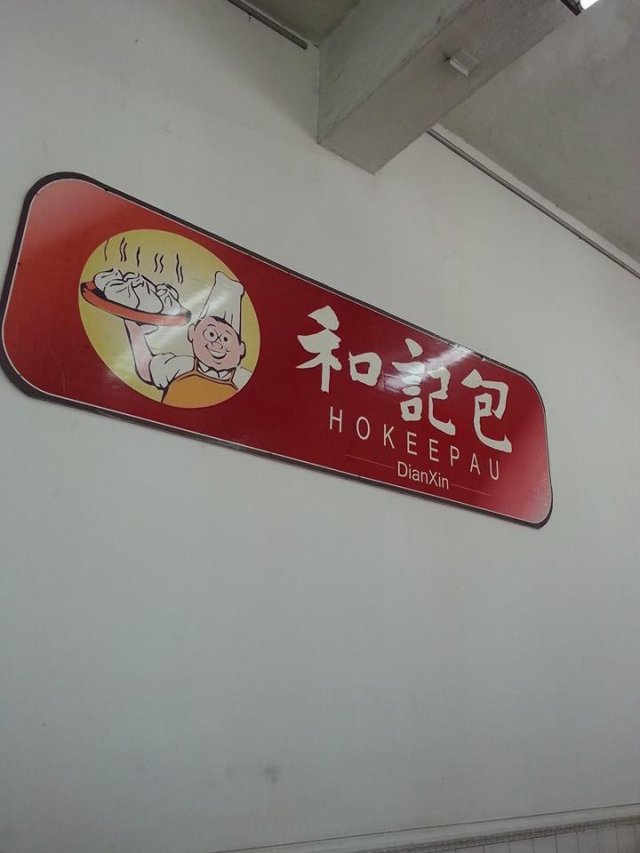 和記包
HOKEEPAU
DianXin